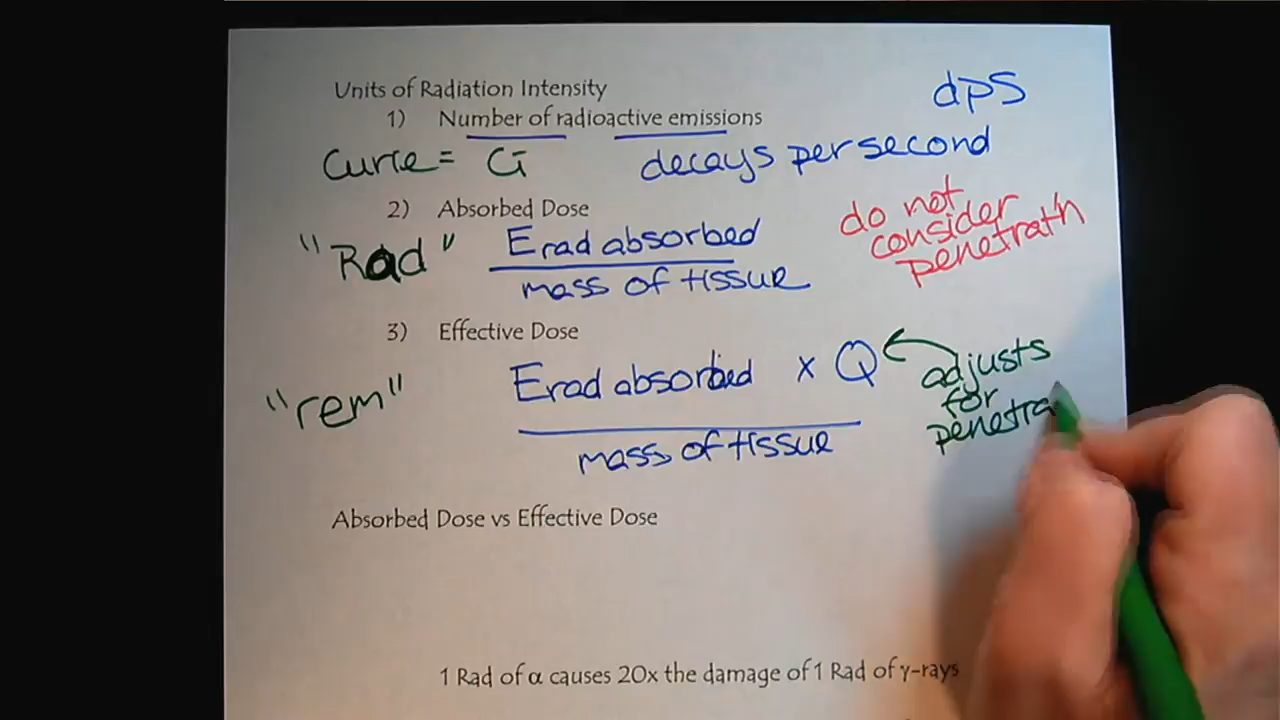 Units of Radiation Intensity
dps
1) Number of radioactive emissions
Curie = Ci decays per second
2) Absorbed Dose
"Rad" Erad absorbed
mass of tissue
do not
consider
penetrat'n
3) Effective Dose
"rem" Erad absorbed x Q
mass of tissue
adjusts
for
penetra
Absorbed Dose vs Effective Dose
1 Rad of α causes 20x the damage of 1 Rad of γ-rays